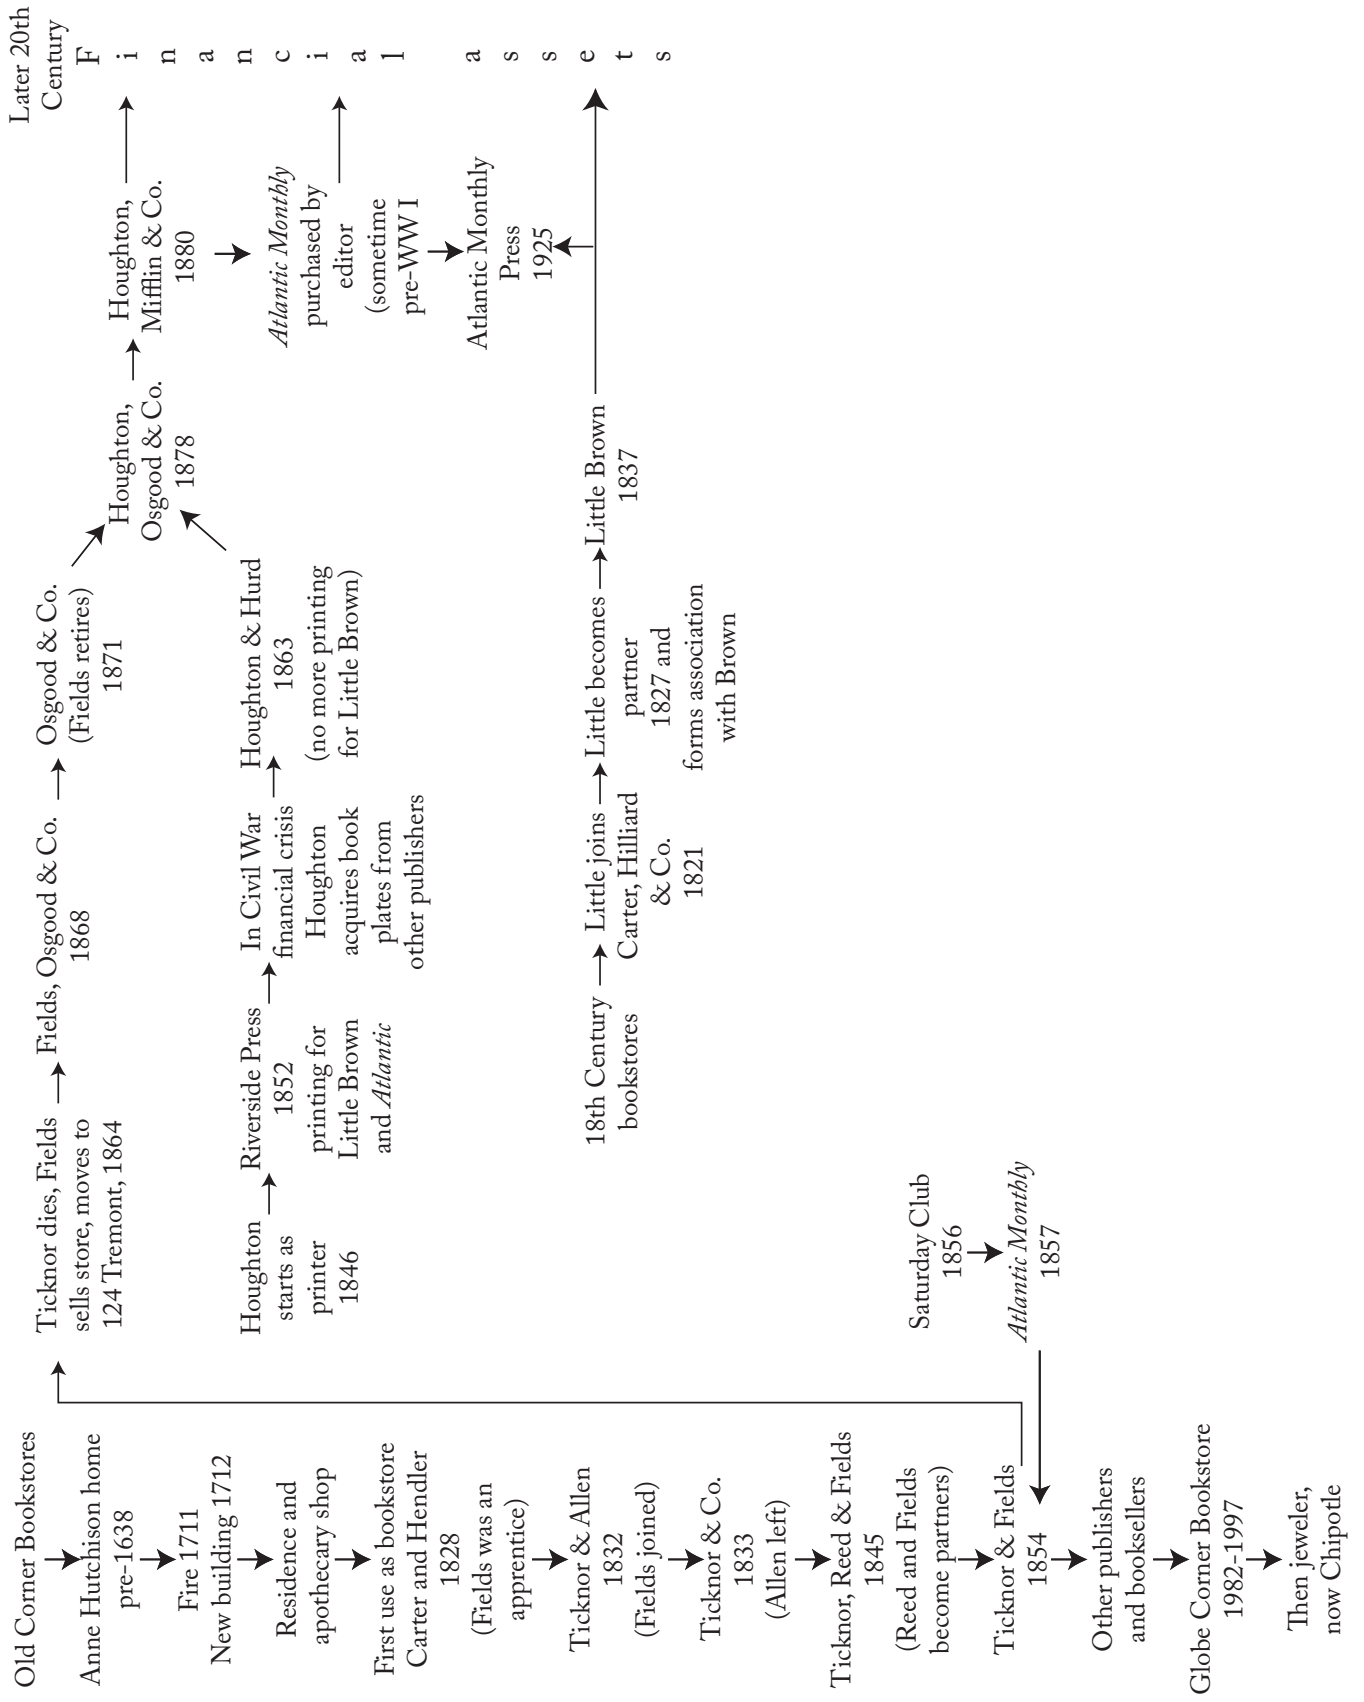 Old Corner Bookstores
Anne Hutchison home
pre-1638
Fire 1711
New building 1712
Residence and
apothecary shop
First use as bookstore
Carter and Hendler
1828
(Fields was an
apprentice)
Ticknor & Allen
1832
(Fields joined)
Ticknor & Co.
1833
(Allen left)
Ticknor, Reed & Fields
1845
(Reed and Fields
become partners)
Ticknor & Fields
1854
Other publishers
and booksellers
Globe Corner Bookstore
1982-1997
Then jeweler,
now Chipotle
Saturday Club
1856
Atlantic Monthly
1857
Ticknor dies, Fields
sells store, moves to
124 Tremont, 1864
Fields, Osgood & Co.
1868
Osgood & Co.
(Fields retires)
1871
Houghton
starts as
printer
1846
Riverside Press
1852
printing for
Little Brown
and Atlantic
In Civil War
financial crisis
Houghton
acquires book
plates from
other publishers
Houghton & Hurd
1863
(no more printing
for Little Brown)
Houghton,
Osgood & Co.
1878
Houghton,
Mifflin & Co.
1880
Atlantic Monthly
purchased by
editor
(sometime
pre-WW I
Atlantic Monthly
Press
1925
18th Century
bookstores
Little joins
Carter, Hilliard
& Co.
1821
Little becomes
partner
1827 and
forms association
with Brown
Little Brown
1837
Later 20th
Century
Financial assets